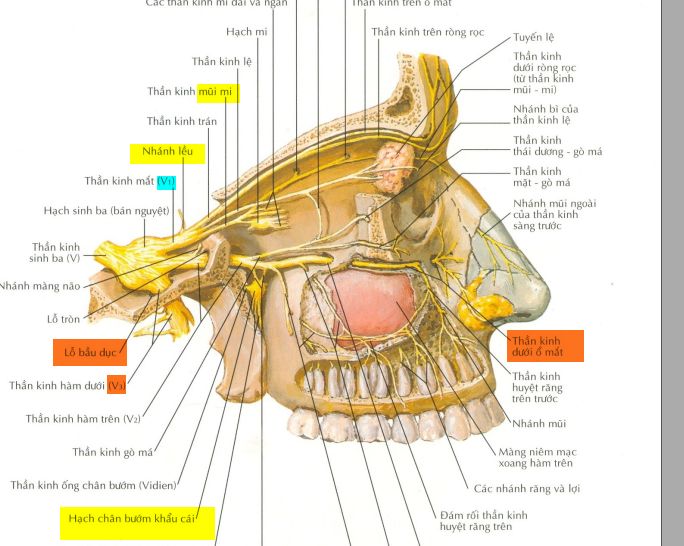 Các thần kinh mi dài và ngắn
Thần kinh trên ổ mắt
Hạch mi
Thần kinh trên ròng rọc
Thần kinh lệ
Thần kinh mũi mi
Thần kinh trán
Nhánh lều
Thần kinh mắt (V₁)
Hạch sinh ba (bán nguyệt)
Thần kinh
sinh ba (V)
Nhánh màng não
Lỗ tròn
Lỗ bầu dục
Thần kinh hàm dưới (V₃)
Thần kinh hàm trên (V₂)
Thần kinh gò má
Thần kinh ống chân bướm (Vidien)
Hạch chân bướm khẩu cái
Tuyến lệ
Thần kinh
dưới ròng rọc
(từ thần kinh
mũi - mi)
Nhánh bì của
thần kinh lệ
Thần kinh
thái dương - gò má
Thần kinh
mặt - gò má
Nhánh mũi ngoài
của thần kinh
sàng trước
Thần kinh
dưới ổ mắt
Thần kinh
huyệt răng
trên trước
Nhánh mũi
Màng niêm mạc
xoang hàm trên
Các nhánh răng và lợi
Đám rối thần kinh
huyệt răng trên